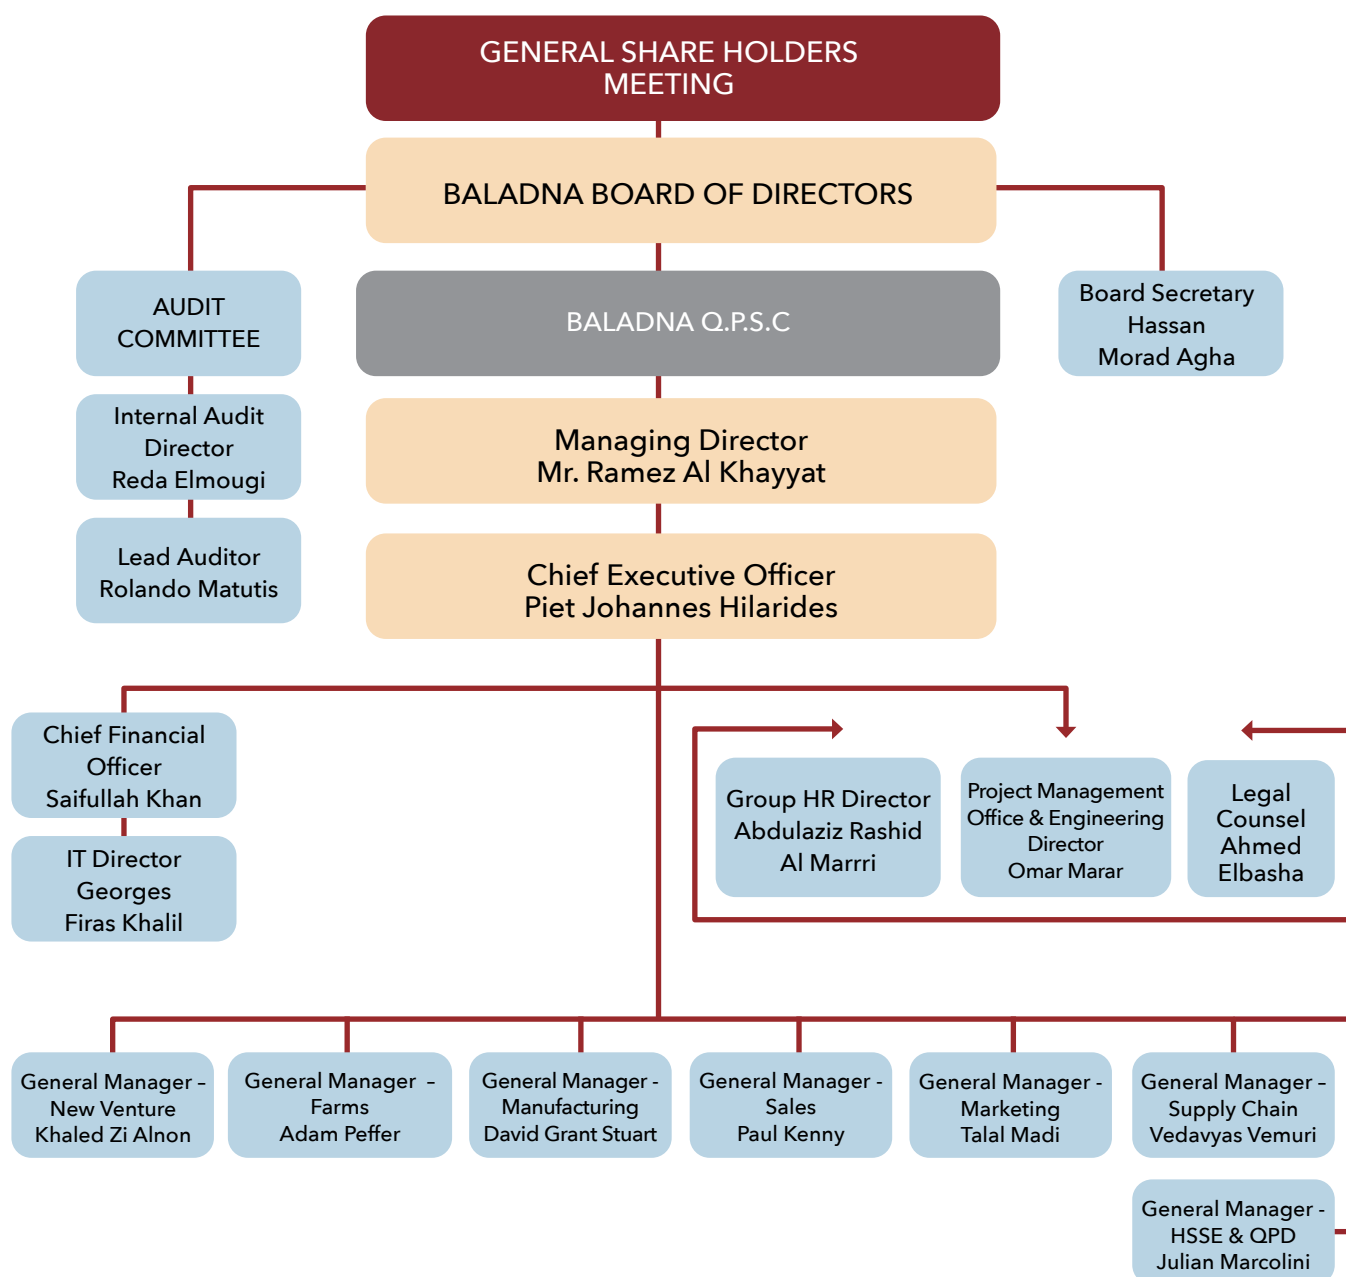 GENERAL SHARE HOLDERS
MEETING
BALADNA BOARD OF DIRECTORS
AUDIT
COMMITTEE
BALADNA Q.P.S.C
Board Secretary
Hassan
Morad Agha
Internal Audit
Director
Reda Elmougi
Managing Director
Mr. Ramez Al Khayyat
Lead Auditor
Rolando Matutis
Chief Executive Officer
Piet Johannes Hilarides
Chief Financial
Officer
Saifullah Khan
IT Director
Georges
Firas Khalil
Group HR Director
Abdulaziz Rashid
Al Marrri
Project Management
Office & Engineering
Director
Omar Marar
Legal
Counsel
Ahmed
Elbasha
General Manager –
New Venture
Khaled Zi Alnon
General Manager –
Farms
Adam Peffer
General Manager -
Manufacturing
David Grant Stuart
General Manager -
Sales
Paul Kenny
General Manager -
Marketing
Talal Madi
General Manager –
Supply Chain
Vedavyas Vemuri
General Manager -
HSSE & QPD
Julian Marcolini